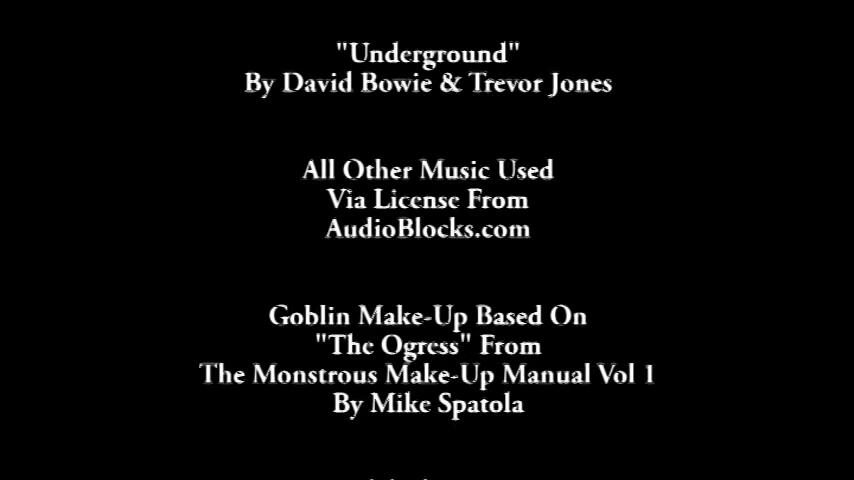 "Underground"
By David Bowie & Trevor Jones
All Other Music Used
Via License From
AudioBlocks.com
Goblin Make-Up Based On
"The Ogress" From
The Monstrous Make-Up Manual Vol 1
By Mike Spatola